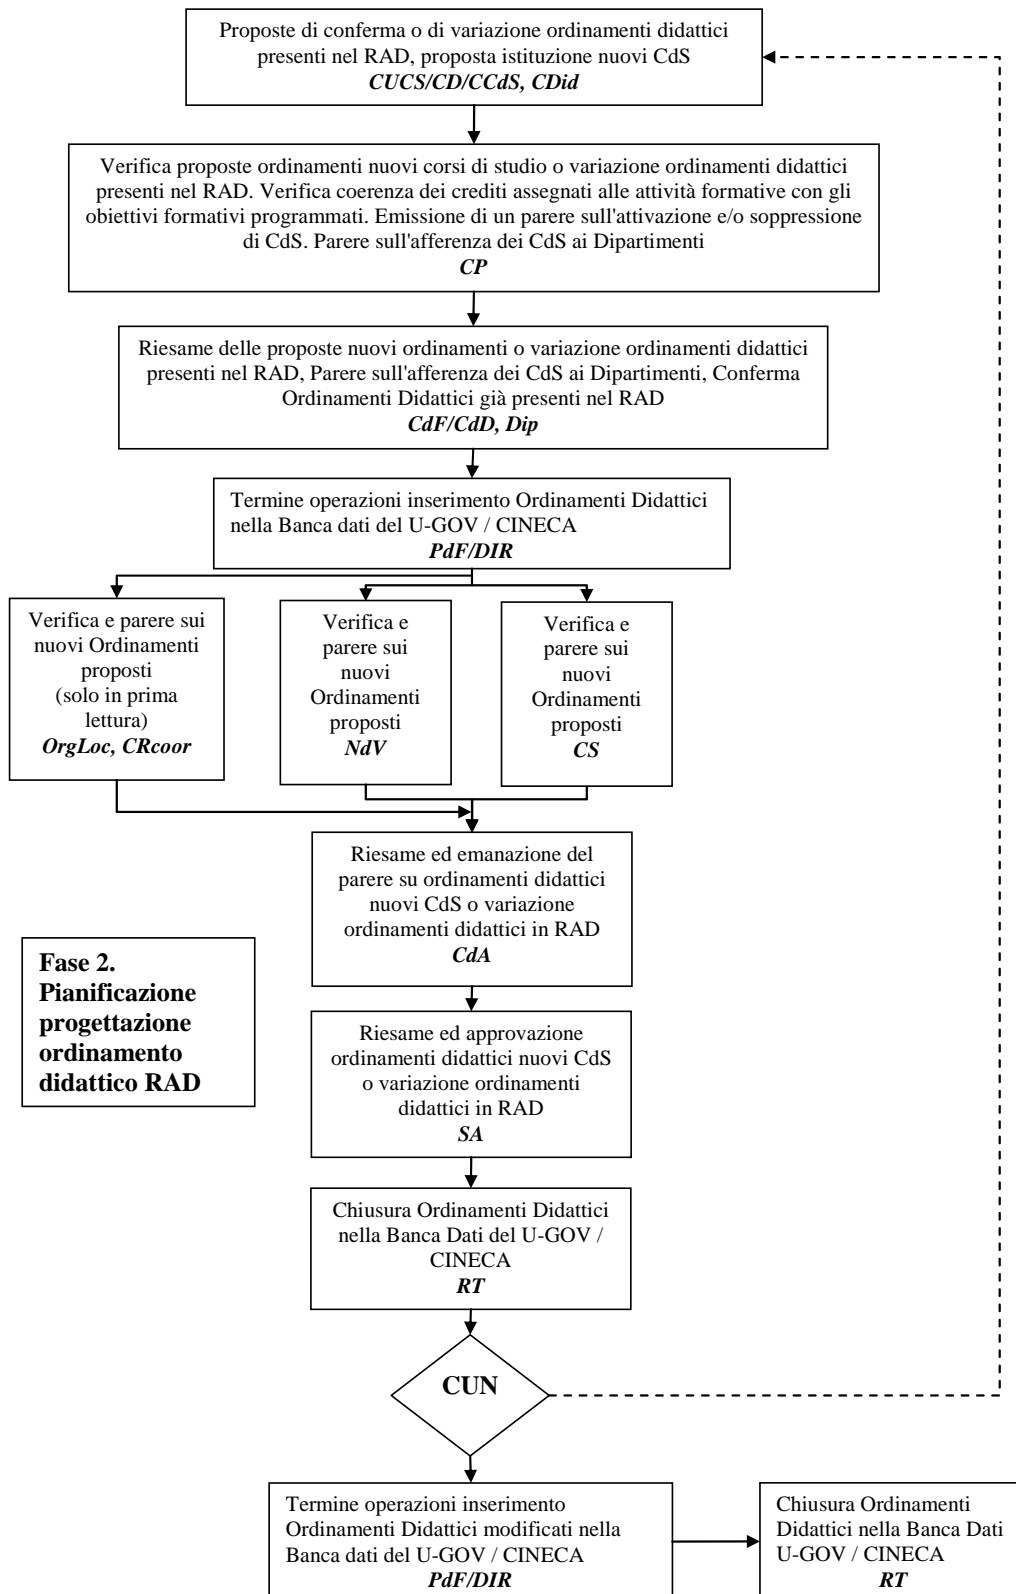 Proposte di conferma o di variazione ordinamenti didattici
presenti nel RAD, proposta istituzione nuovi CdS
CUCS/CD/CCdS, CDid
Verifica proposte ordinamenti nuovi corsi di studio o variazione ordinamenti didattici
presenti nel RAD. Verifica coerenza dei crediti assegnati alle attività formative con gli
obiettivi formativi programmati. Emissione di un parere sull'attivazione e/o soppressione
di CdS. Parere sull'afferenza dei CdS ai Dipartimenti
CP
Riesame delle proposte nuovi ordinamenti o variazione ordinamenti didattici
presenti nel RAD, Parere sull'afferenza dei CdS ai Dipartimenti, Conferma
Ordinamenti Didattici già presenti nel RAD
CdF/CdD, Dip
Termine operazioni inserimento Ordinamenti Didattici
nella Banca dati del U-GOV / CINECA
PdF/DIR
Verifica e parere sui
nuovi Ordinamenti
proposti
(solo in prima
lettura)
OrgLoc, CRcoor
Verifica e
parere sui
nuovi
Ordinamenti
proposti
NdV
Verifica e
parere sui
nuovi
Ordinamenti
proposti
CS
Riesame ed emanazione del
parere su ordinamenti didattici
nuovi CdS o variazione
ordinamenti didattici in RAD
CdA
Fase 2.
Pianificazione
progettazione
ordinamento
didattico RAD
Riesame ed approvazione
ordinamenti didattici nuovi CdS
o variazione ordinamenti
didattici in RAD
SA
Chiusura Ordinamenti Didattici
nella Banca Dati del U-GOV /
CINECA
RT
CUN
Termine operazioni inserimento
Ordinamenti Didattici modificati nella
Banca dati del U-GOV / CINECA
PdF/DIR
Chiusura Ordinamenti
Didattici nella Banca Dati
U-GOV / CINECA
RT